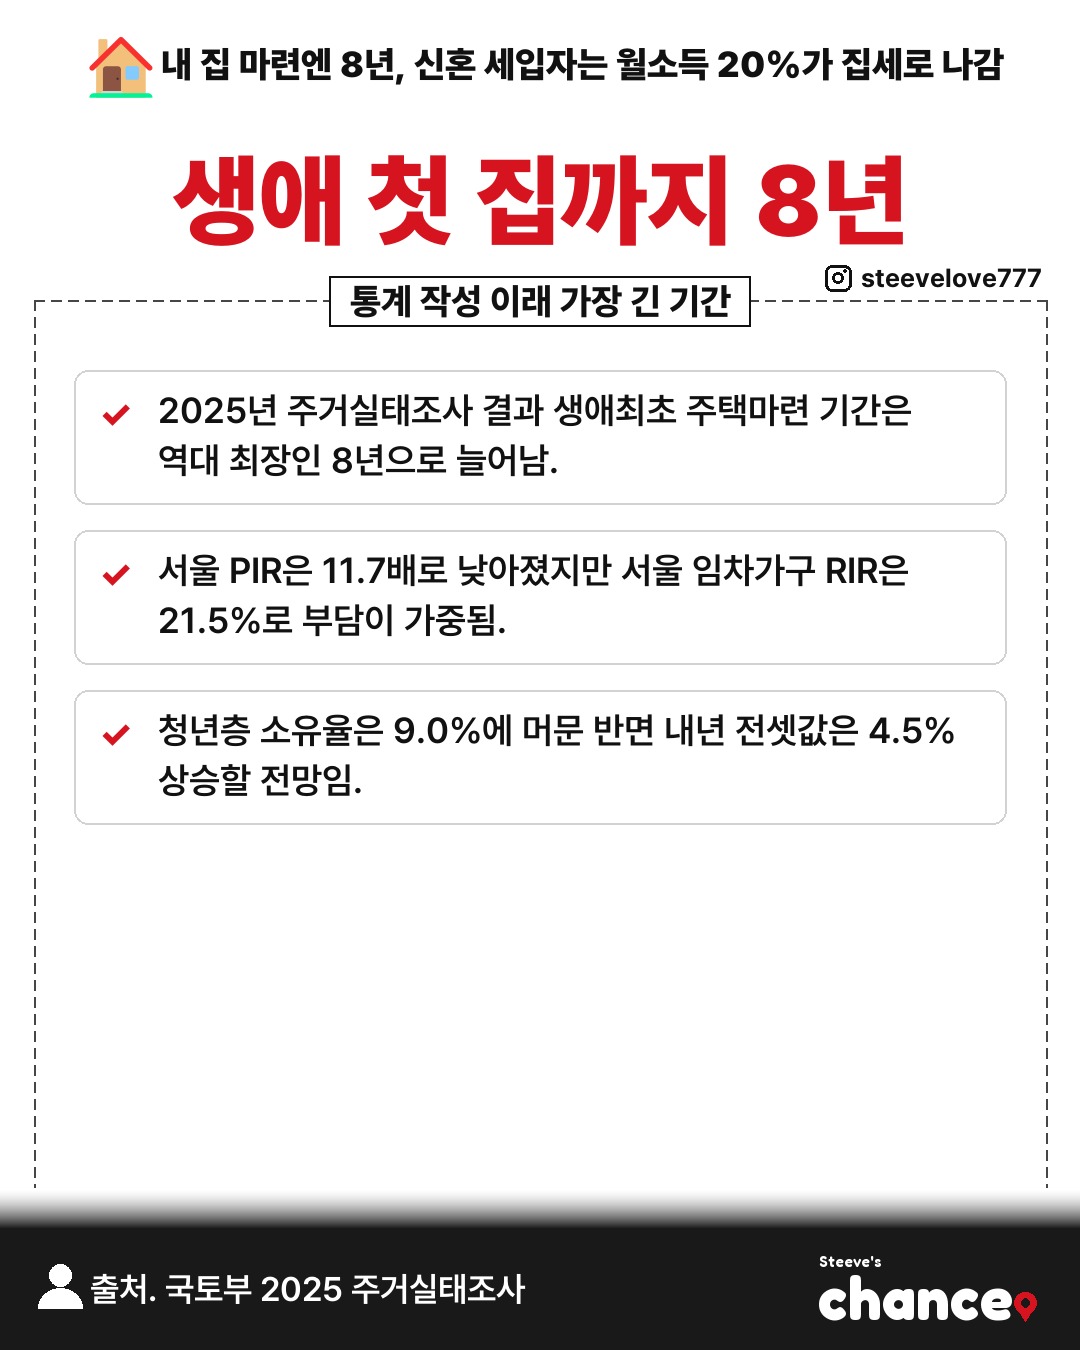 내 집 마련엔 8년, 신혼 세입자는 월소득 20%가 집세로 나감
생애 첫 집까지 8년
steevelove777
통계 작성 이래 가장 긴 기간
2025년 주거실태조사 결과 생애최초 주택마련 기간은
역대 최장인 8년으로 늘어남.
서울 PIR은 11.7배로 낮아졌지만 서울 임차가구 RIR은
21.5%로 부담이 가중됨.
청년층 소유율은 9.0%에 머문 반면 내년 전셋값은 4.5%
상승할 전망임.
출처. 국토부 2025 주거실태조사
Steeve's
chance